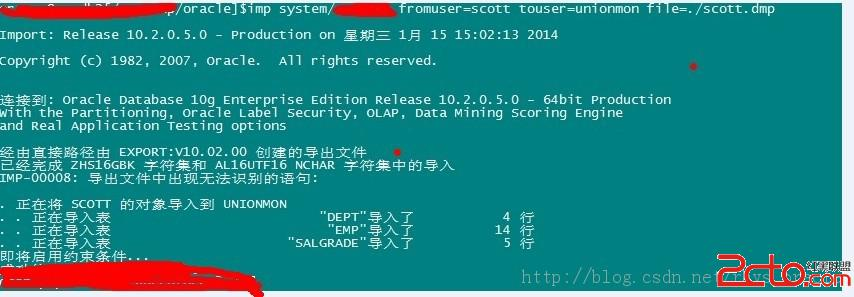 /oracle]$imp system/ fromuser=scott touser=unionmon file=./scott.dmp
Import: Release 10.2.0.5.0 - Production on 星期三 1月 15 15:02:13 2014
Copyright (c) 1982, 2007, Oracle.  All rights reserved.
连接到: Oracle Database 10g Enterprise Edition Release 10.2.0.5.0 - 64bit Production
With the Partitioning, Oracle Label Security, OLAP, Data Mining Scoring Engine
and Real Application Testing options
经由直接路径由 EXPORT:V10.02.00 创建的导出文件
已经完成 ZHS16GBK 字符集和 AL16UTF16 NCHAR 字符集中的导入
IMP-00008: 导出文件中出现无法识别的语句:
. 正在将 SCOTT 的对象导入到 UNIONMON
. . 正在导入表 "DEPT"导入了 4 行
. . 正在导入表 "EMP"导入了 14 行
. . 正在导入表 "SALGRADE"导入了 5 行
即将启用约束条件...
http://blog.csdn.net/
2cto.com
红黑联盟